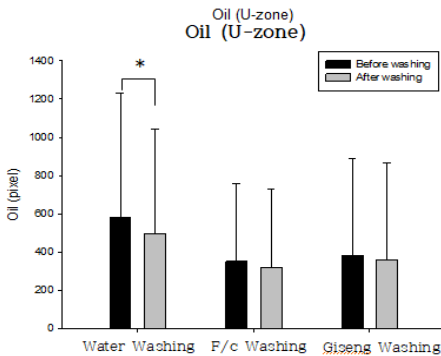 Oil (U-zone)
Oil (U-zone)
Before washing
After washing
*
1400
1200
1000
800
600
400
200
0
Oil (pixel)
Water Washing F/c Washing Giseng Washing